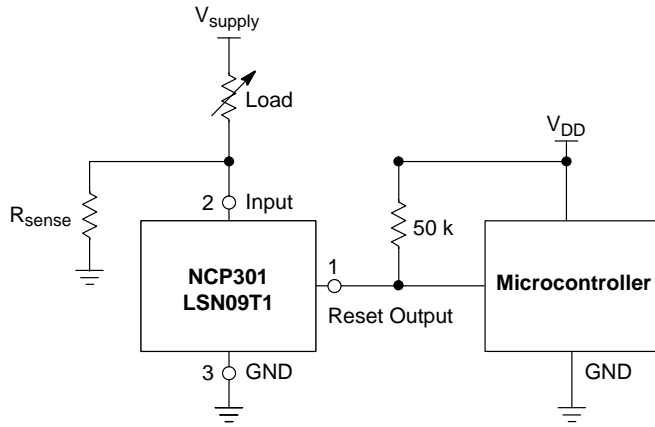 Vsupply
Load
VDD
Rsense
2 Input
50 k
NCP301
LSN09T1
1
Reset Output
Microcontroller
3 GND
GND